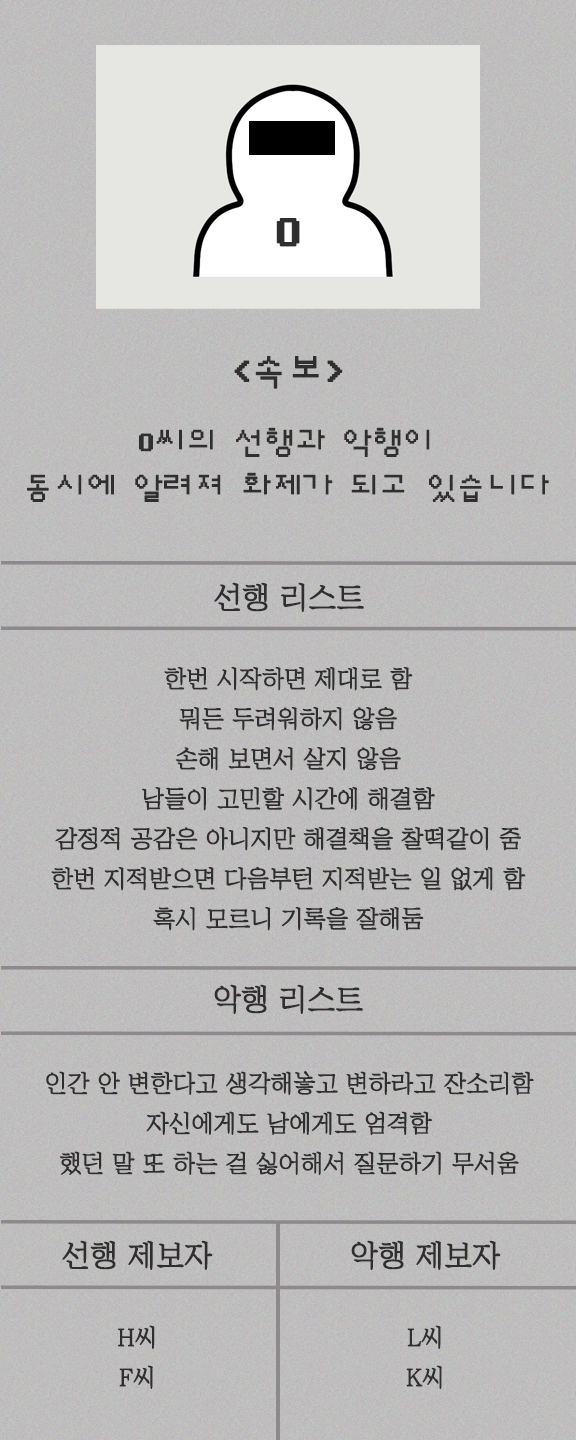 O
<속보>
O씨의 선행과 악행이
동시에 알려져 화제가 되고 있습니다
선행 리스트
한번 시작하면 제대로 함
뭐든 두려워하지 않음
손해 보면서 살지 않음
남들이 고민할 시간에 해결함
감정적 공감은 아니지만 해결책을 찰떡같이 줌
한번 지적받으면 다음부턴 지적받는 일 없게 함
혹시 모르니 기록을 잘해둠
악행 리스트
인간 안 변한다고 생각해놓고 변하라고 잔소리함
자신에게도 남에게도 엄격함
했던 말 또 하는 걸 싫어해서 질문하기 무서움
선행 제보자
악행 제보자
H씨
L씨
F씨
K씨